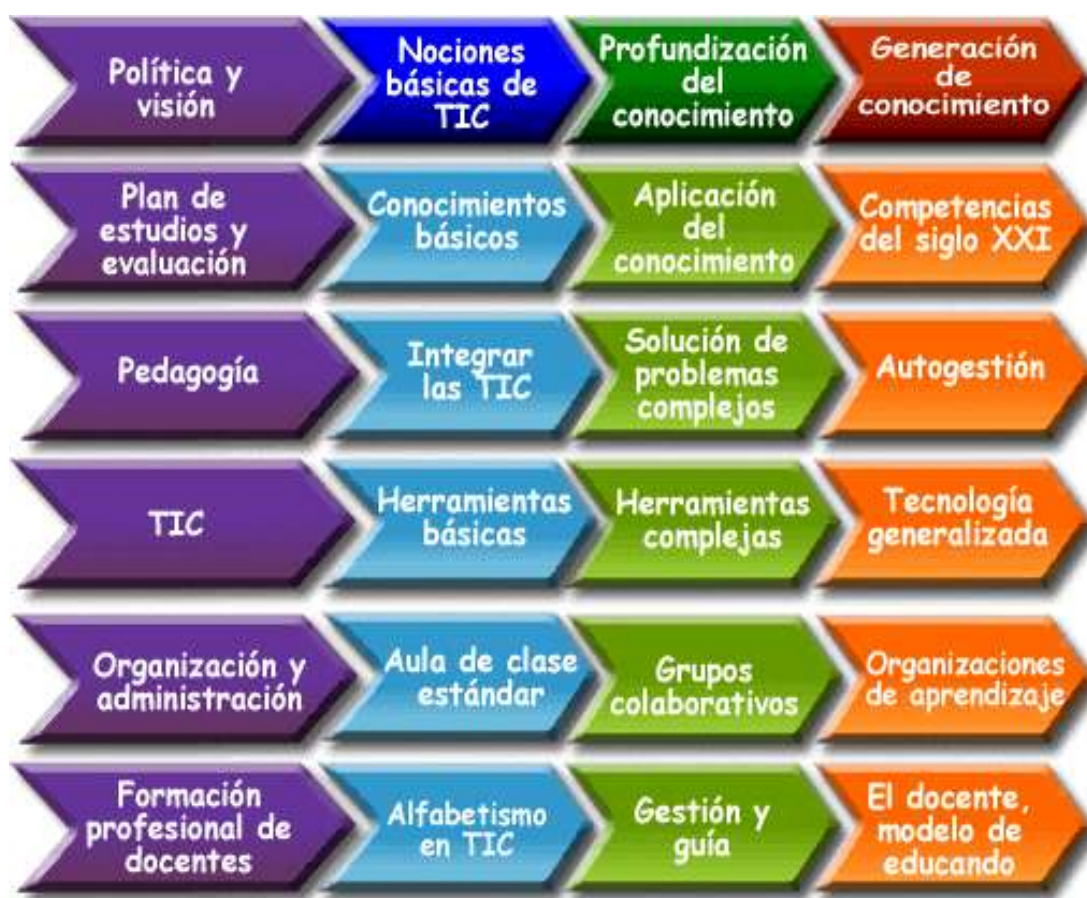 Política y
visión
Nociones
básicas de
TIC
Profundización
del
conocimiento
Generación
de
conocimiento
Plan de
estudios y
evaluación
Conocimientos
básicos
Aplicación
del
conocimiento
Competencias
del siglo XXI
Pedagogía
Integrar
las TIC
Solución de
problemas
complejos
Autogestión
TIC
Herramientas
básicas
Herramientas
complejas
Tecnología
generalizada
Organización y
administración
Aula de clase
estándar
Grupos
colaborativos
Organizaciones
de aprendizaje
Formación
profesional de
docentes
Alfabetismo
en TIC
Gestión y
guía
El docente,
modelo de
educando